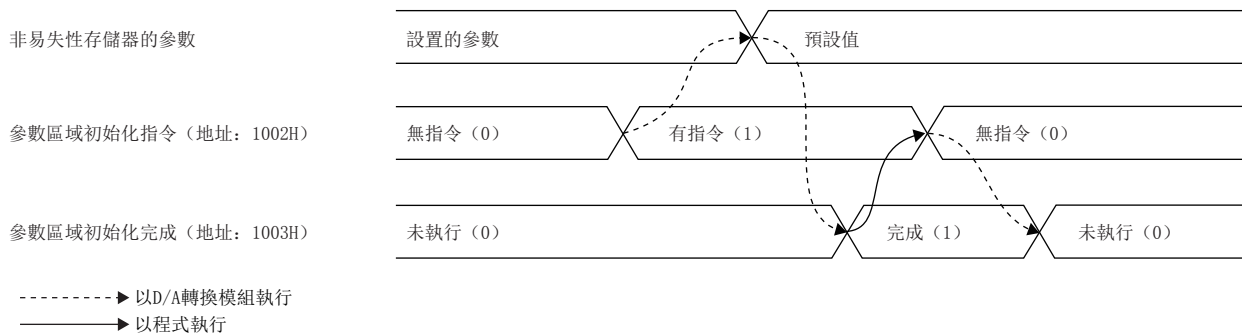 非易失性存儲器的參數
設置的參數
預設值
參數區域初始化指令（地址: 1002H）
無指令（0）
有指令（1）
無指令（0）
參數區域初始化完成（地址: 1003H）
未執行（0）
完成（1）
未執行（0）
以D/A轉換模組執行
以程式執行